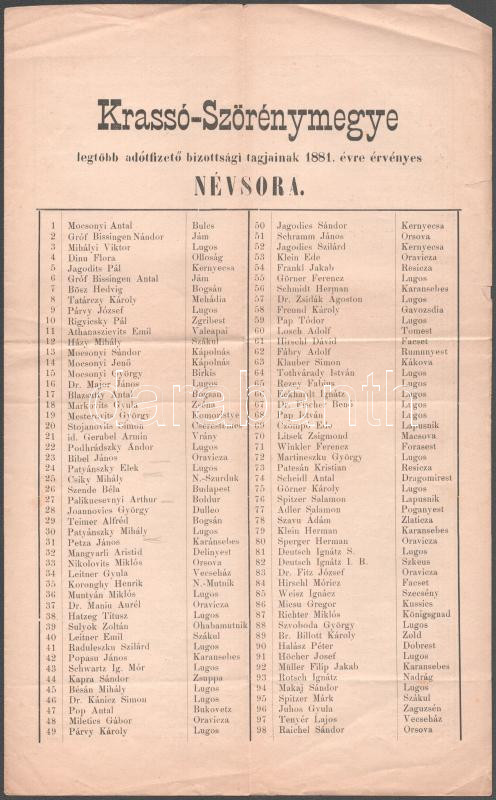 Krassó-Szörénymegye
legtöbb adótfizető bizottsági tagjainak 1881. évre érvényes
NÉVSORA.
1 Mocsonyi Antal Bulcs
2 Gróf Bissingen Nándor Jám
3 Mihályi Viktor Lugos
4 Dinu Flora Olloság
5 Jagodits Pál Kernyecsa
6 Gróf Bissingen Antal Jám
7 Bösz Hedvig Bogsán
8 Tatárczy Károly Mehádia
9 Párvy József Lugos
10 Rigyicsky Pál Zgribest
11 Athanaszievits Emil Valeapai
12 Házy Mihály Szákul
13 Mocsonyi Sándor Kápolnás
14 Mocsonyi Jenő Kápolnás
15 Mocsonyi György Birkis
16 Dr. Major János Lugos
17 Blazsuty Antal Bogsan
18 Markovits Gyula Zsena
19 Mesterovits György Komoristye
20 Stojanovits Simon Cserestemes
21 id. Gerubel Ármin Vrány
22 Podhrádszky Andor Lugos
23 Bibel János Oravicza
24 Patyánszky Elek Lugos
25 Csiky Mihály N.-Szurduk
26 Szende Béla Budapest
27 Palikucsevnyi Arthur Boldur
28 Joannovics György Dulleo
29 Teimer Alfréd Bogsán
30 Patyánszky Mihály Lugos
31 Petza János Karánsebes
32 Mangyarli Aristid Delinyest
33 Nikolovits Miklós Orsova
34 Leitner Gyula Vecseház
35 Koronghy Henrik N.-Mutnik
36 Muntyán Miklós Lugos
37 Dr. Maniu Aurél Oravicza
38 Hatzeg Titusz Lugos
39 Sulyók Zoltán Ohabamutnik
40 Leitner Emil Szákul
41 Raduleszku Szilárd Lugos
42 Popasu János Karansebes
43 Schwartz Ig. Mór Lugos
44 Kapra Sándor Zsuppa
45 Bésán Mihály Lugos
46 Dr. Kánicz Simon Lugos
47 Pop Antal Bukovetz
48 Miletics Gábor Oravicza
49 Párvy Károly Lugos
50 Jagodics Sándor Kernyecsa
51 Schramm János Orsova
52 Jagodics Szilárd Kernyecsa
53 Klein Ede Oravicza
54 Frankl Jakab Resicza
55 Görner Ferencz Lugos
56 Schmidt Herman Karansebes
57 Dr. Zsidák Ágoston Lugos
58 Freund Károly Gavozsdia
59 Pap Tódor Lugos
60 Losch Adolf Tomest
61 Hirschl Dávid Facset
62 Fábry Adolf Rumunyest
63 Klauber Simon Kákova
64 Tothvárady István Lugos
65 Rezey Fabian Lugos
66 Eckhardt Ignátz Lugos
67 Dr. Fischer Benő Lugos
68 Pap István Lugos
69 Czompó Ede Lapusnik
70 Litsek Zsigmond Macsova
71 Winkler Ferencz Forasest
72 Martineszku György Lugos
73 Patesán Kristian Resicza
74 Scheidl Antal Dragomirest
75 Görner Károly Lugos
76 Spitzer Salamon Lapusnik
77 Adler Salamon Poganyest
78 Szavu Ádám Zlaticza
79 Klein Herman Karansebes
80 Sperger Herman Oravicza
81 Deutsch Ignátz S. Lugos
82 Deutsch Ignátz I. B. Szkeus
83 Dr. Fitz József Oravicza
84 Hirschl Móricz Facset
85 Weisz Ignácz Szecsény
86 Micsu Gregor Kussics
87 Richter Miklós Königsgnad
88 Szvoboda György Lugos
89 Br. Billott Károly Zold
90 Halász Péter Dobrest
91 Höcher Josef Lugos
92 Müller Filip Jakab Karansebes
93 Rotsch Ignátz Nadrág
94 Makaj Sándor Lugos
95 Spitzer Márk Szákul
96 Juhos Gyula Zaguzsén
97 Tenyér Lajos Vecseház
98 Raichel Sándor Orsova